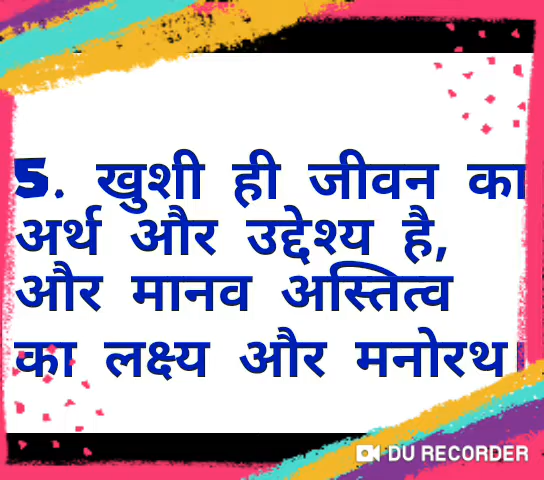 5. खुशी ही जीवन का
अर्थ और उद्देश्य है,
और मानव अस्तित्व
का लक्ष्य और मनोरथ।
DU RECORDER